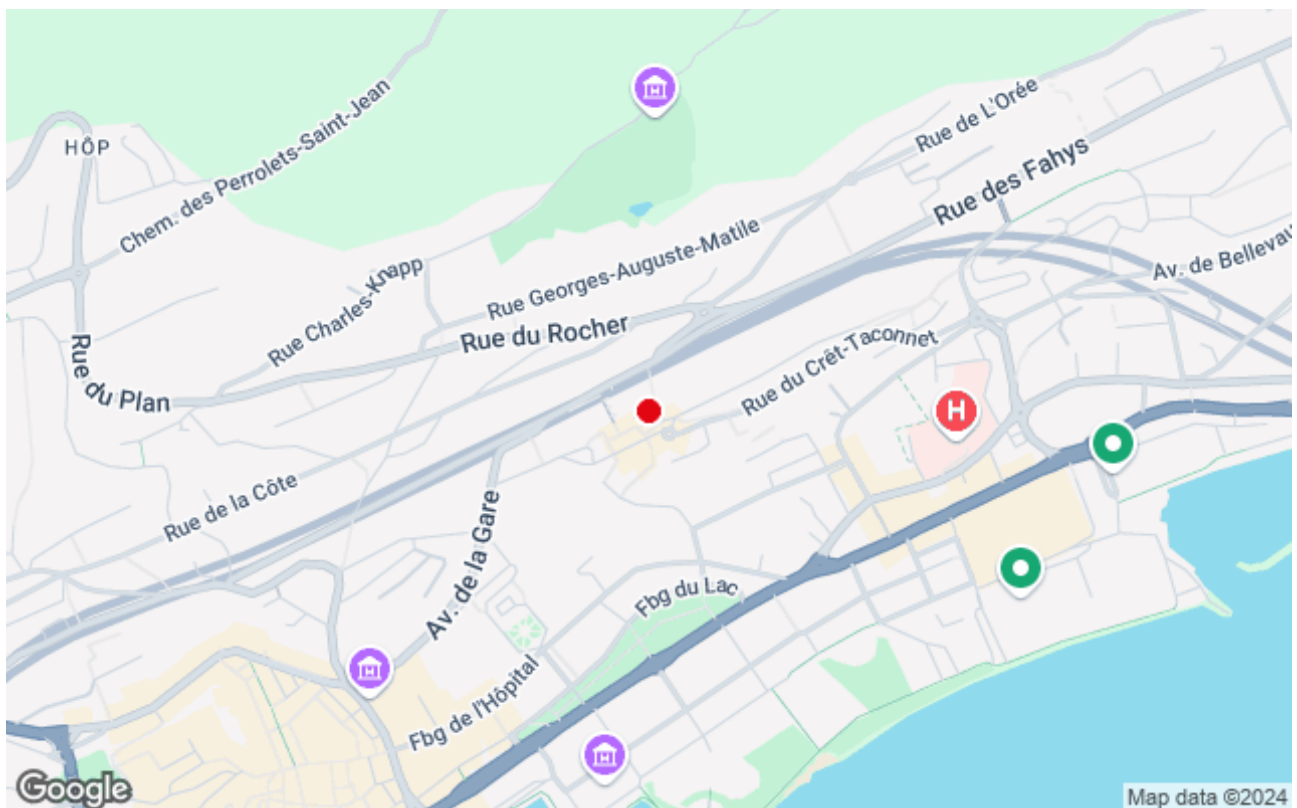 HÔP
Chem. des Perrolets-Saint-Jean
Rue de L'Orée
Rue des Fahys
Rue Georges-Auguste-Matile
Rue Charles-Knapp
Av. de Bellevau
Rue du Rocher
Rue du Plan
Rue du Crêt-Taconnet
H
Rue de la Côte
Av. de la Gare
Fbg du Lac
Fbg de l'Hôpital
Google
Map data ©2024